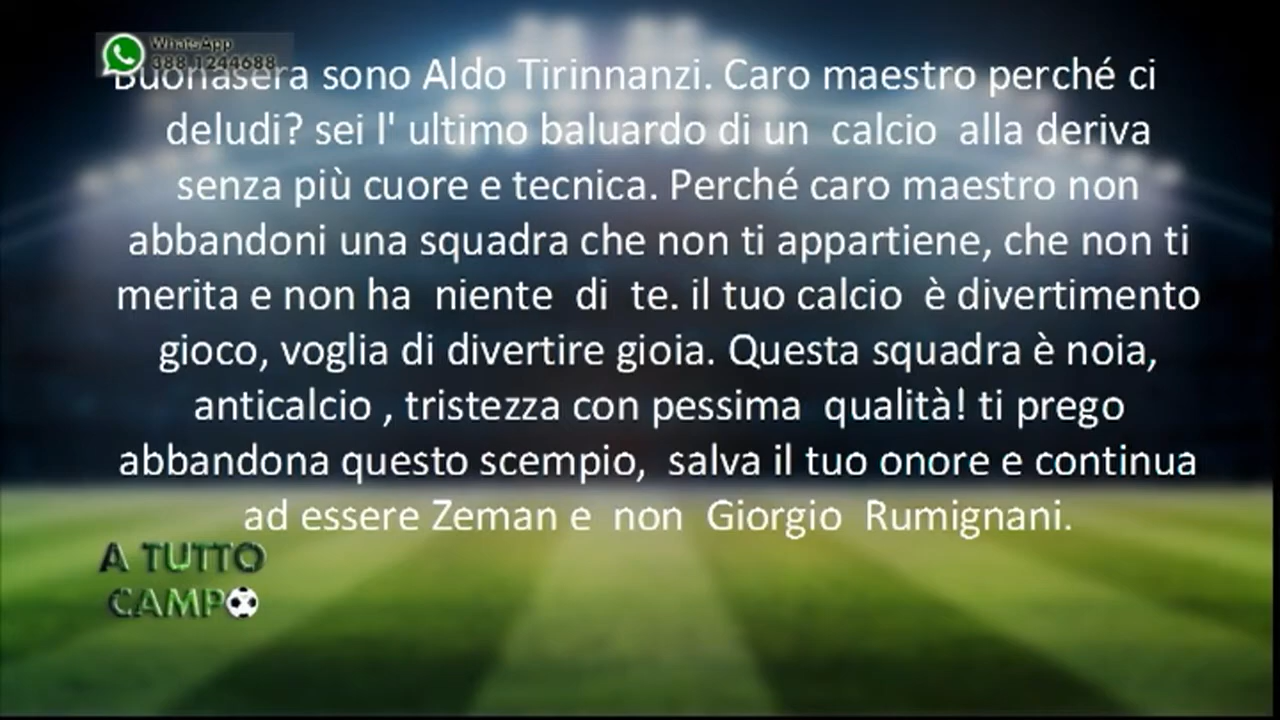 WhatsApp
388 1244688
Buonasera sono Aldo Tirinnanzi. Caro maestro perché ci
deludi? sei l' ultimo baluardo di un calcio alla deriva
senza più cuore e tecnica. Perché caro maestro non
abbandoni una squadra che non ti appartiene, che non ti
merita e non ha niente di te. il tuo calcio è divertimento
gioco, voglia di divertire gioia. Questa squadra è noia,
anticalcio , tristezza con pessima qualità! ti prego
abbandona questo scempio, salva il tuo onore e continua
ad essere Zeman e non Giorgio Rumignani.
A TUTTO
CAMPO